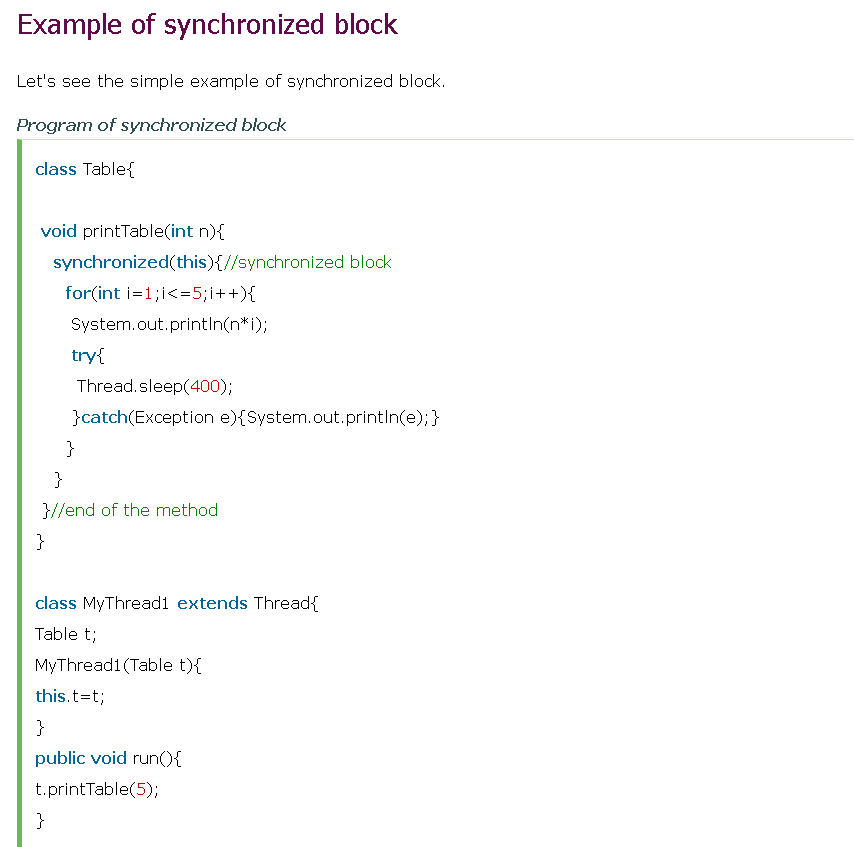 Example of synchronized block
Let's see the simple example of synchronized block.
Program of synchronized block
class Table{
void printTable(int n){
synchronized(this){//synchronized block
for(int i=1;i<=5;i++){
System.out.println(n*i);
try{
Thread.sleep(400);
}catch(Exception e){System.out.println(e);}
}
}
}//end of the method
}
class MyThread1 extends Thread{
Table t;
MyThread1(Table t){
this.t=t;
}
public void run(){
t.printTable(5);
}